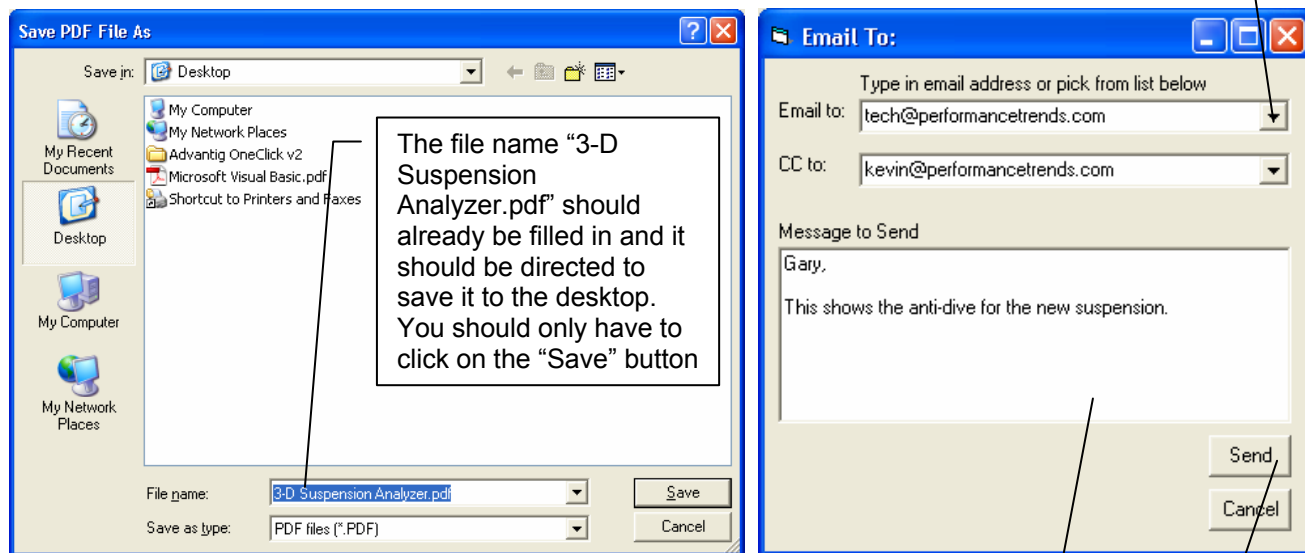 Save PDF File As
Save in: Desktop
My Recent
Documents
Desktop
My Computer
My Network
Places
My Computer
My Network Places
Advantig OneClick v2
Microsoft Visual Basic.pdf
Shortcut to Printers and Faxes
The file name “3-D
Suspension
Analyzer.pdf” should
already be filled in and it
should be directed to
save it to the desktop.
You should only have to
click on the “Save” button
File name: 3-D Suspension Analyzer.pdf Save
Save as type: PDF files (*.PDF) Cancel
Email To:
Type in email address or pick from list below
Email to: tech@performancetrends.com
CC to: kevin@performancetrends.com
Message to Send
Gary,
This shows the anti-dive for the new suspension.
Send
Cancel